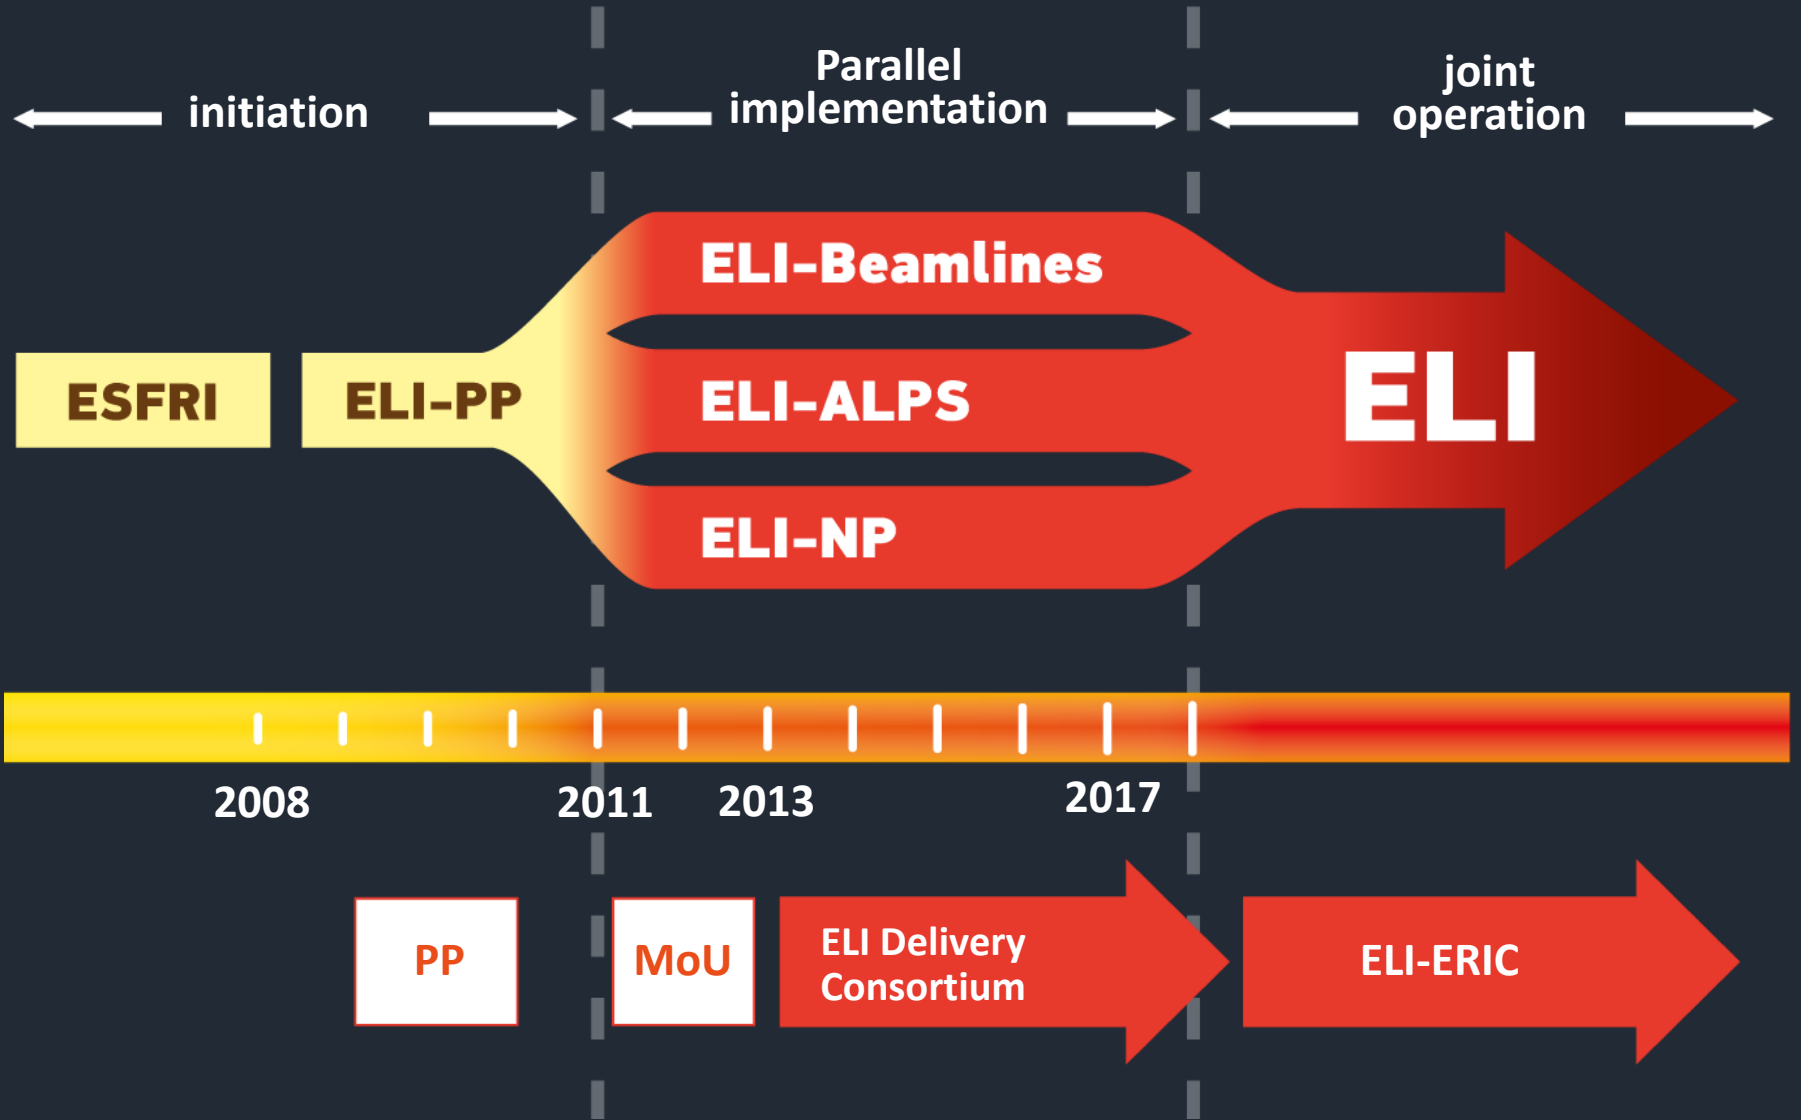 initiation
Parallel
implementation
joint
operation
ESFRI
ELI-PP
ELI-Beamlines
ELI-ALPS
ELI-NP
ELI
2008
2011
2013
2017
PP
MoU
ELI Delivery
Consortium
ELI-ERIC